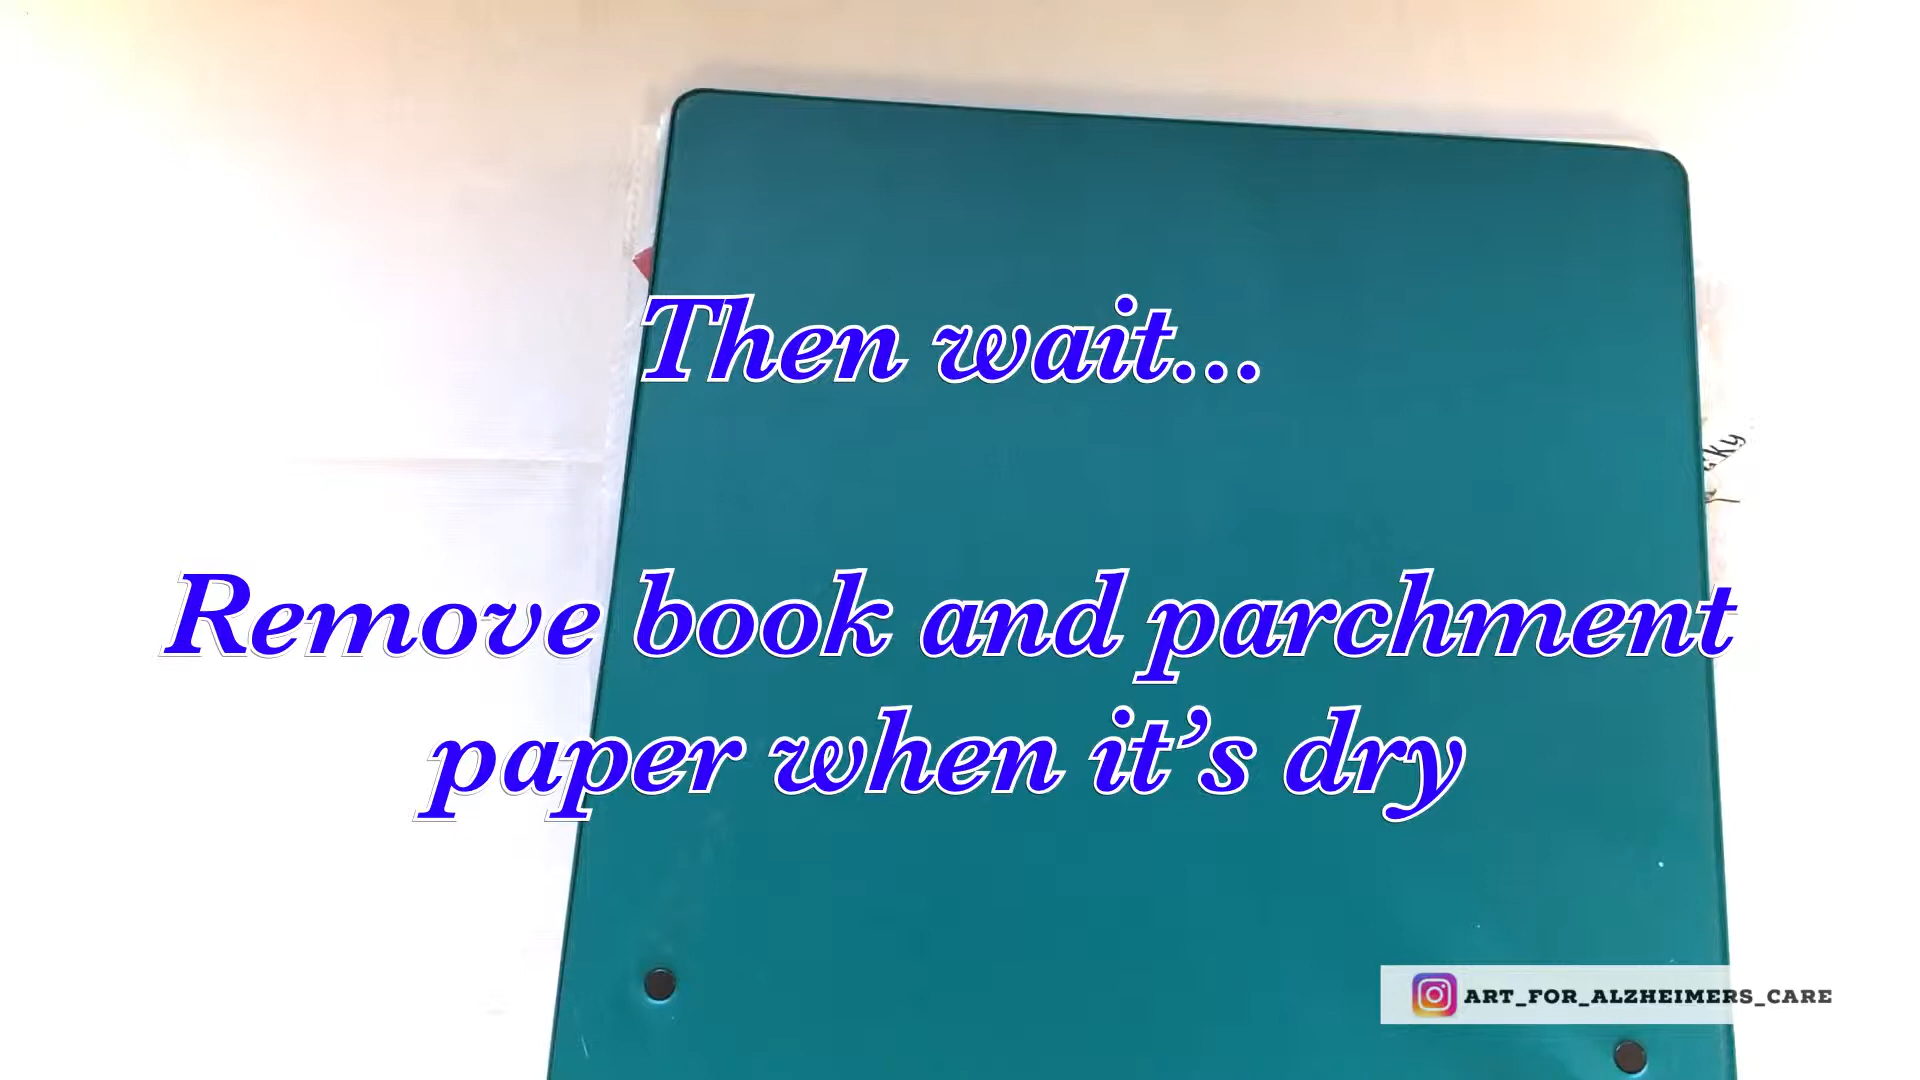 Then wait...
Remove book and parchment
paper when it’s dry
ART_FOR_ALZHEIMERS_CARE